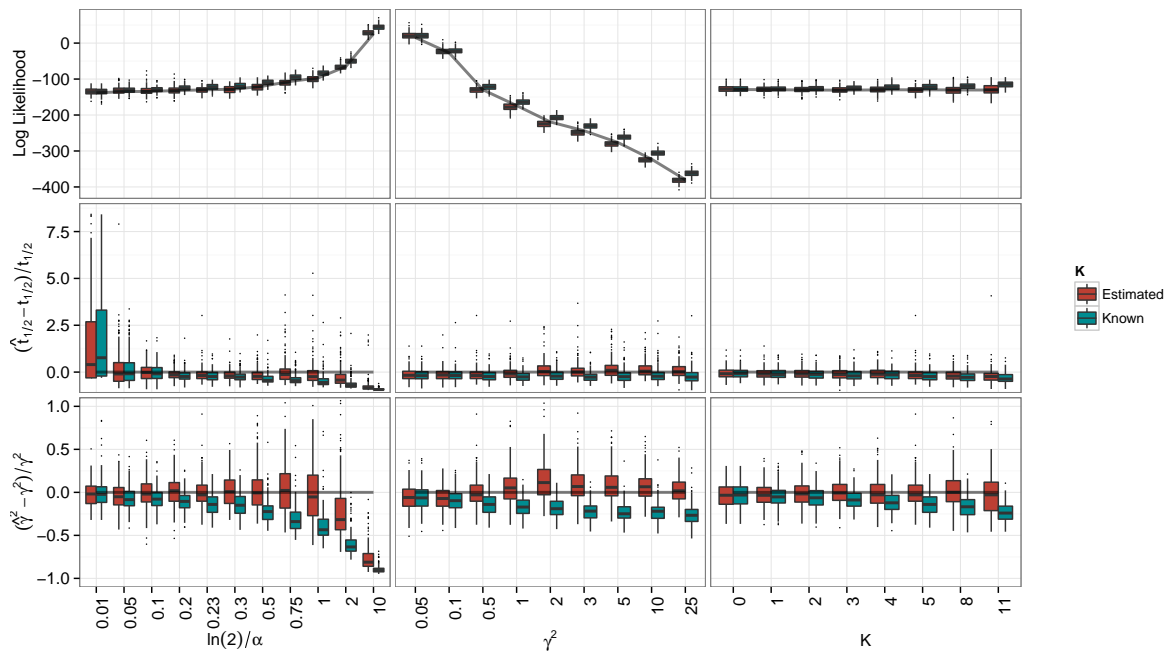 Log Likelihood
0
−100
−200
−300
−400
(t̂1/2−t1/2)/t1/2
7.5
5.0
2.5
0.0
(γ̂²−γ²)/γ²
1.0
0.5
0.0
−0.5
−1.0
0.01 0.05 0.1 0.2 0.23 0.3 0.5 0.75 1 2 10
ln(2)/α
0.05 0.1 0.5 1 2 3 5 10 25
γ²
0 1 2 3 4 5 8 11
K
K
Estimated
Known